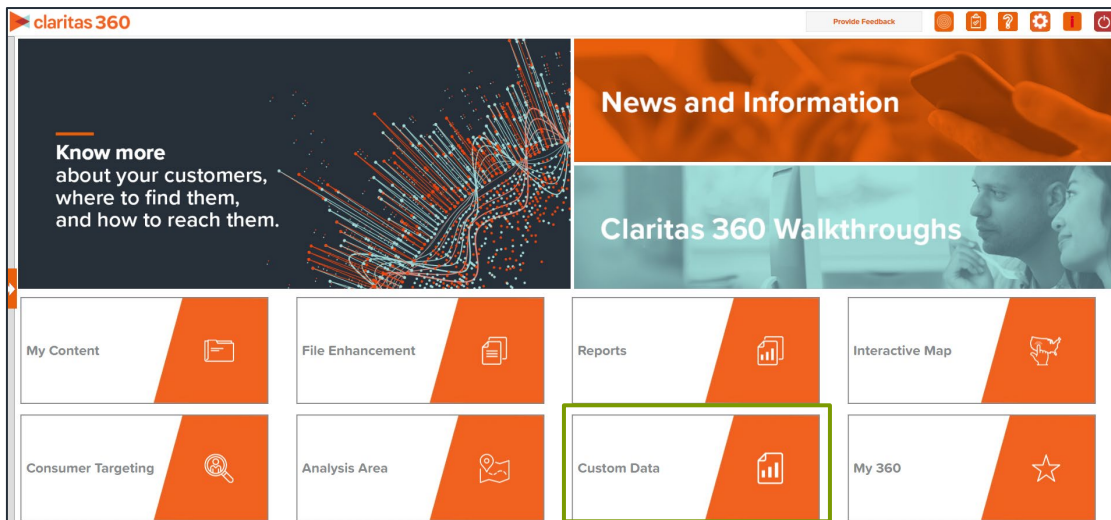 claritas 360
Provide Feedback
Know more
about your customers,
where to find them,
and how to reach them.
News and Information
Claritas 360 Walkthroughs
My Content
File Enhancement
Reports
Interactive Map
Consumer Targeting
Analysis Area
Custom Data
My 360